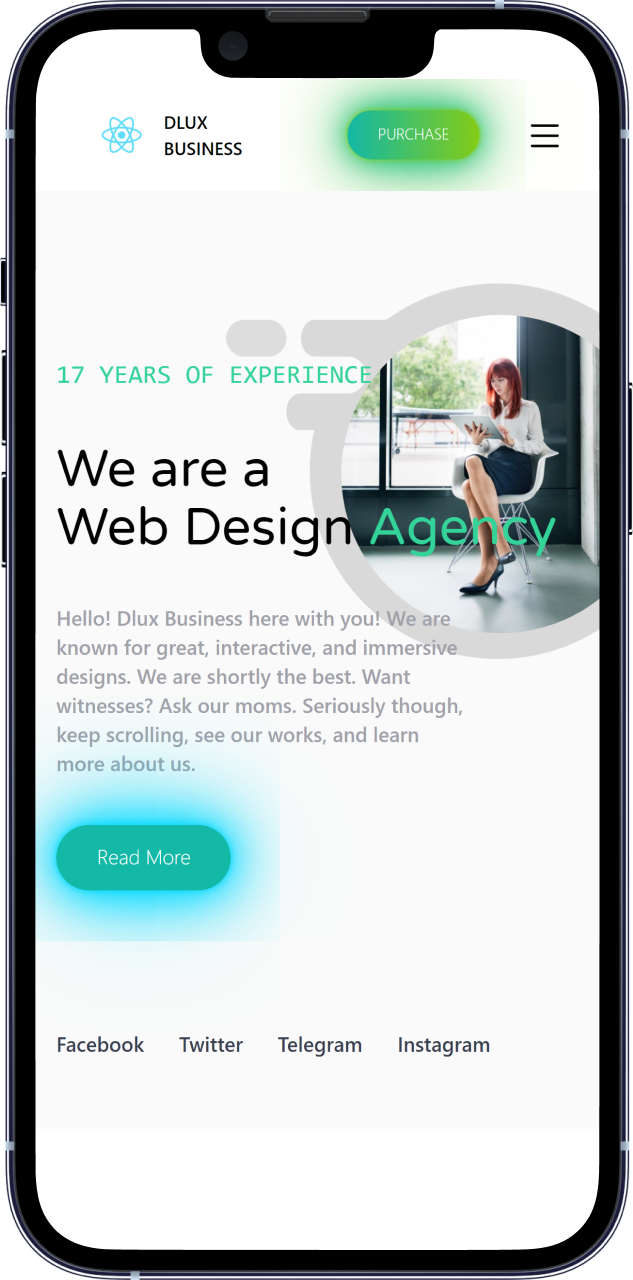 DLUX
BUSINESS
PURCHASE
17 YEARS OF EXPERIENCE
We are a
Web Design Agency
Hello! Dlux Business here with you! We are
known for great, interactive, and immersive
designs. We are shortly the best. Want
witnesses? Ask our moms. Seriously though,
keep scrolling, see our works, and learn
more about us.
Read More
Facebook Twitter Telegram Instagram